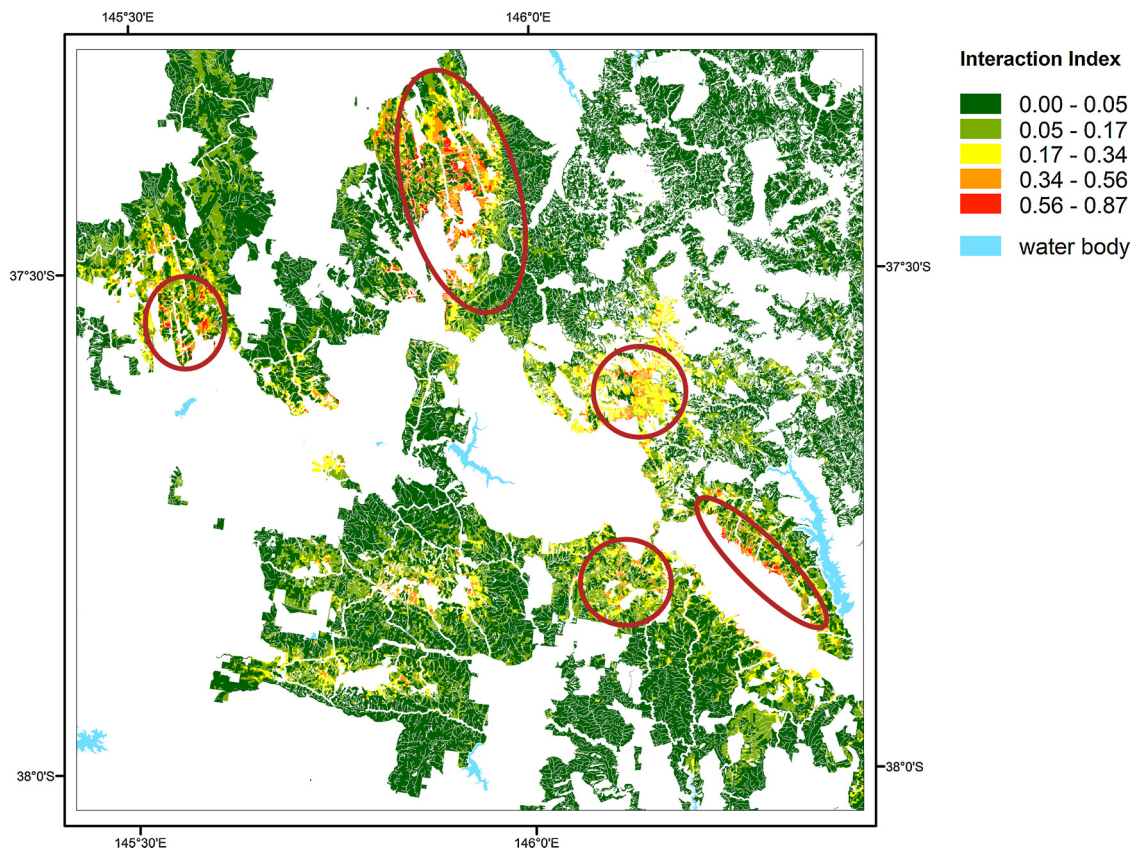 145°30'E
146°0'E
Interaction Index
0.00 - 0.05
0.05 - 0.17
0.17 - 0.34
0.34 - 0.56
0.56 - 0.87
water body
37°30'S
37°30'S
38°0'S
38°0'S
145°30'E
146°0'E